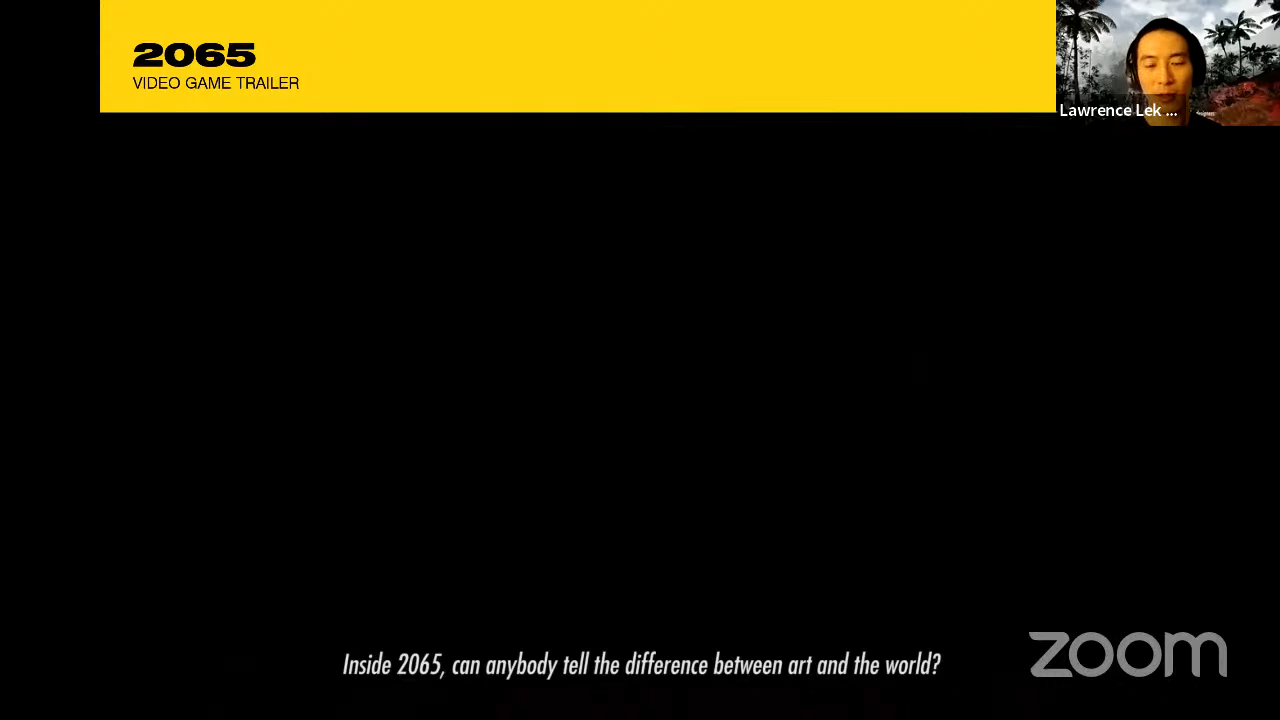 2065
VIDEO GAME TRAILER
Lawrence Lek ...
Inside 2065, can anybody tell the difference between art and the world?
zoom